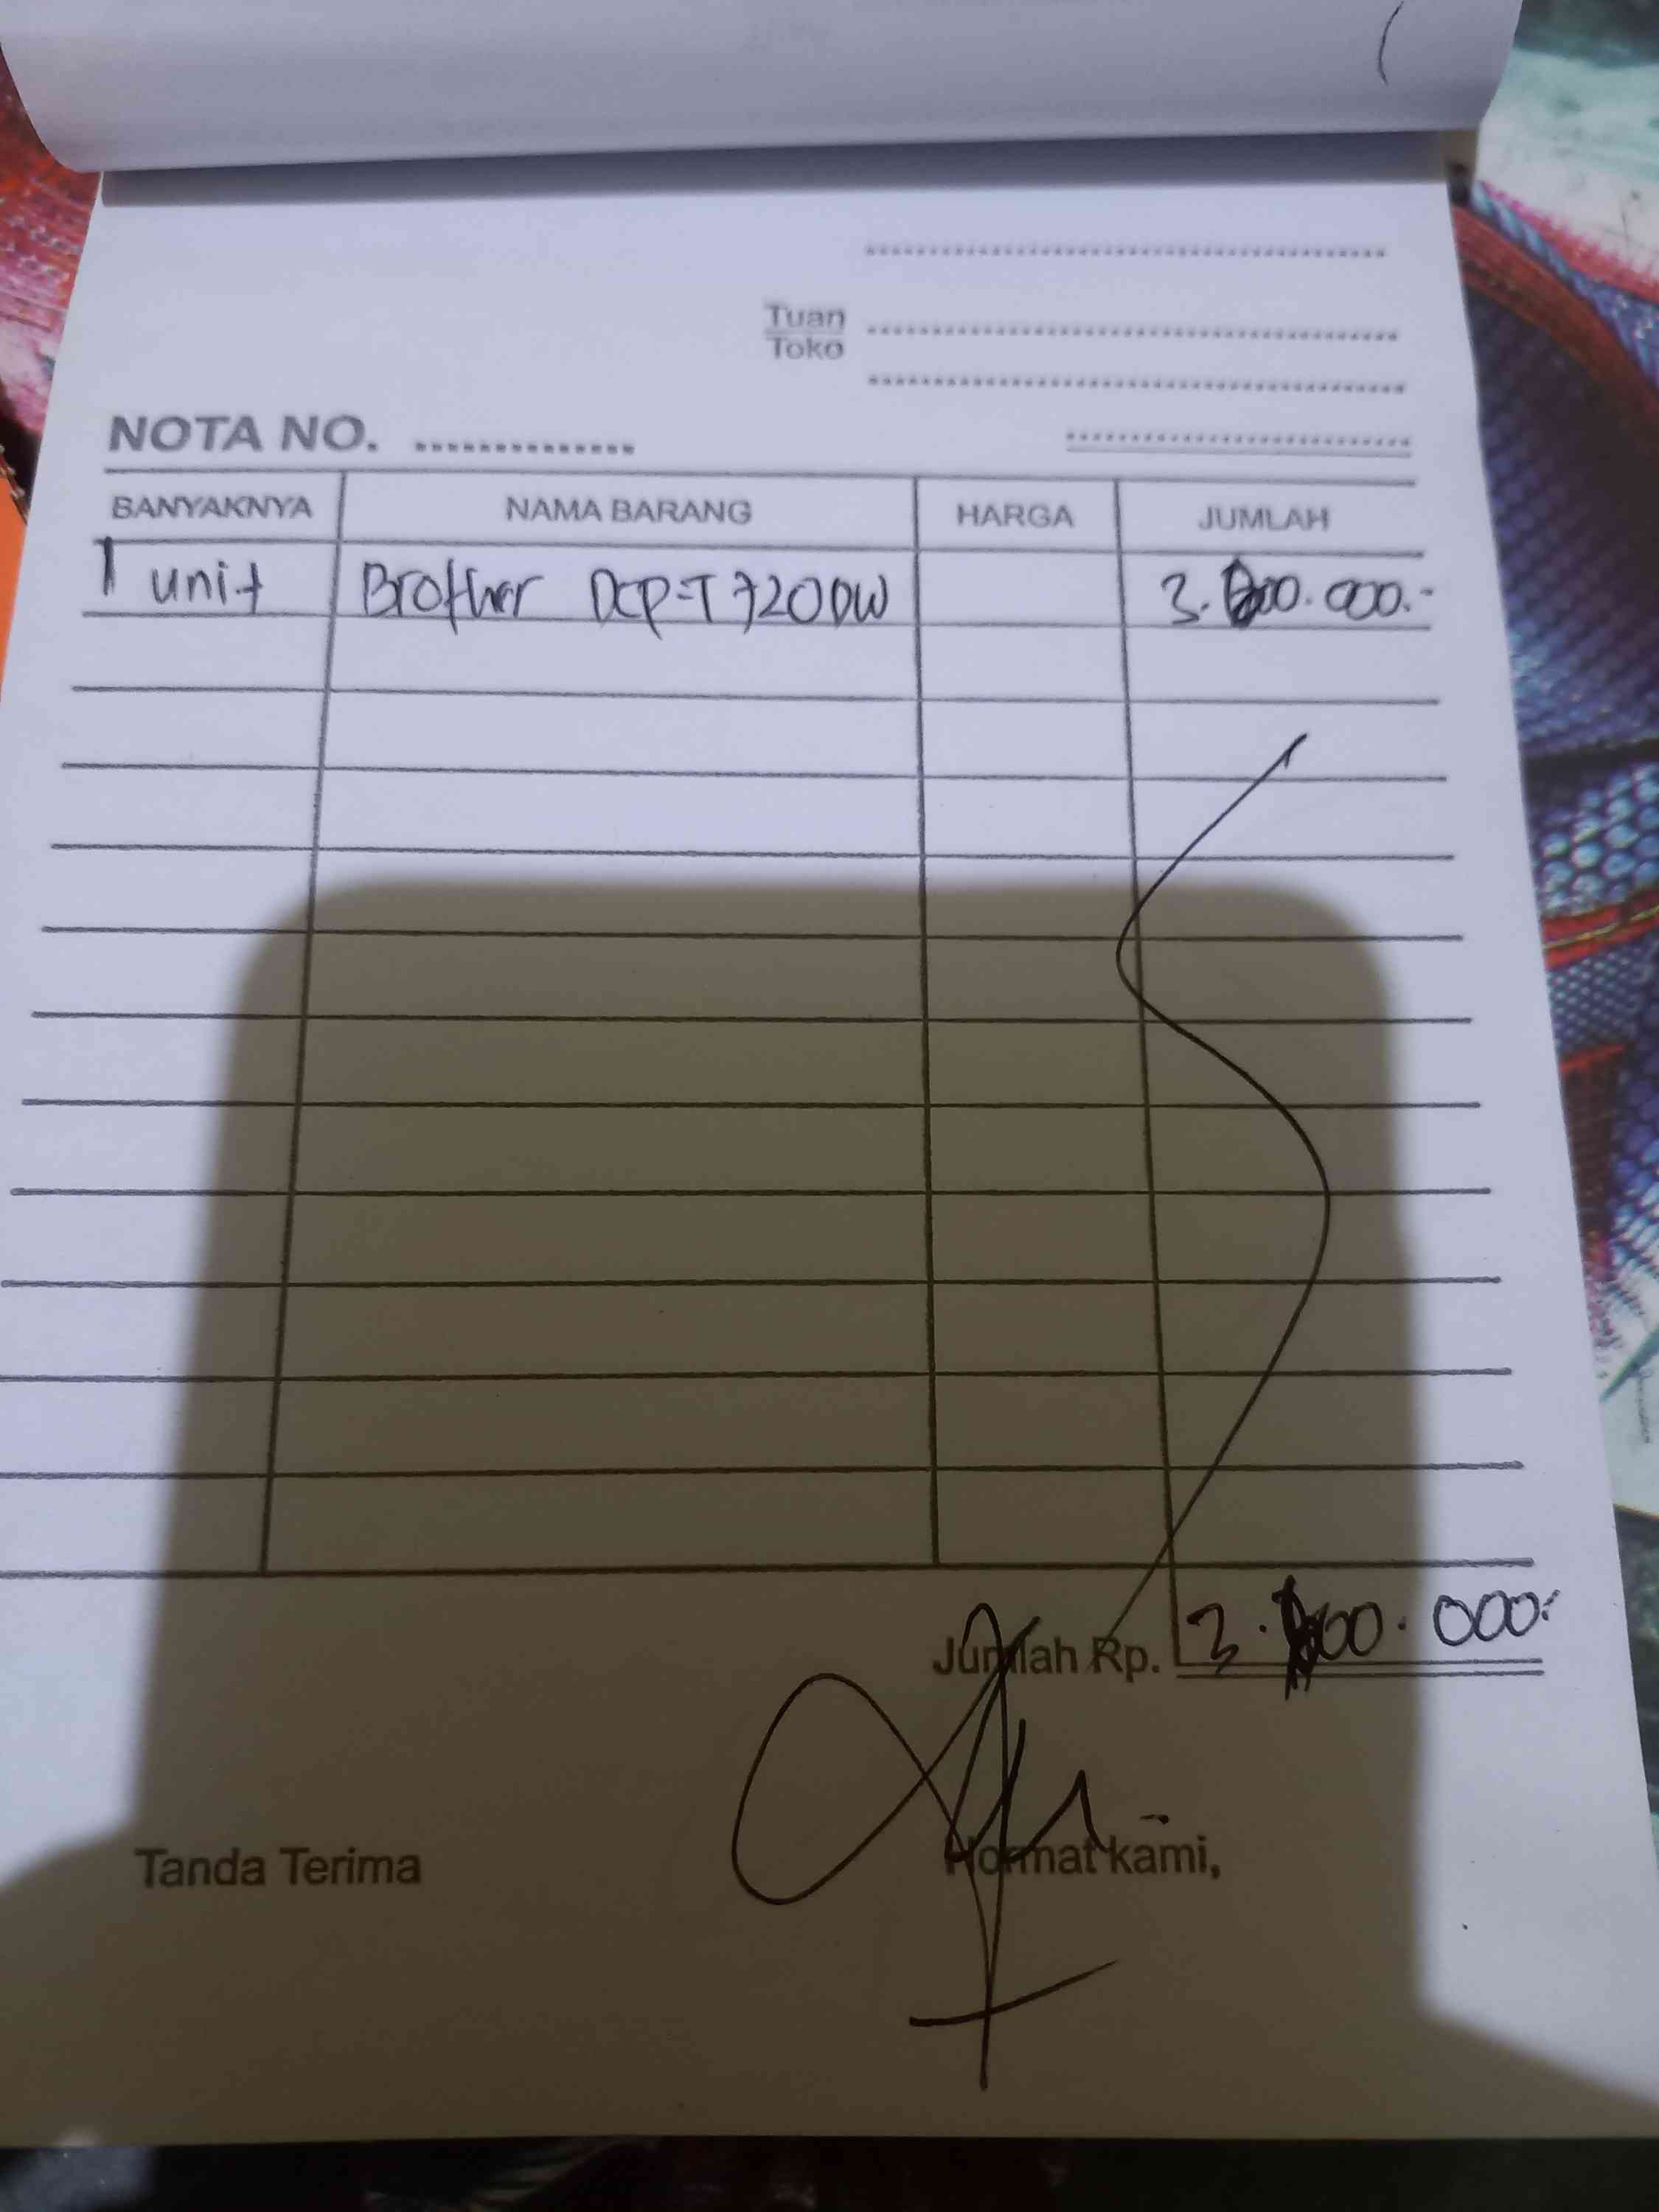 Tuan
Toko
NOTA NO. ...............
BANYAKNYA NAMA BARANG HARGA JUMLAH
1 unit Brother DCP-T720DW
Jumlah Rp.
Tanda Terima Hormat kami,